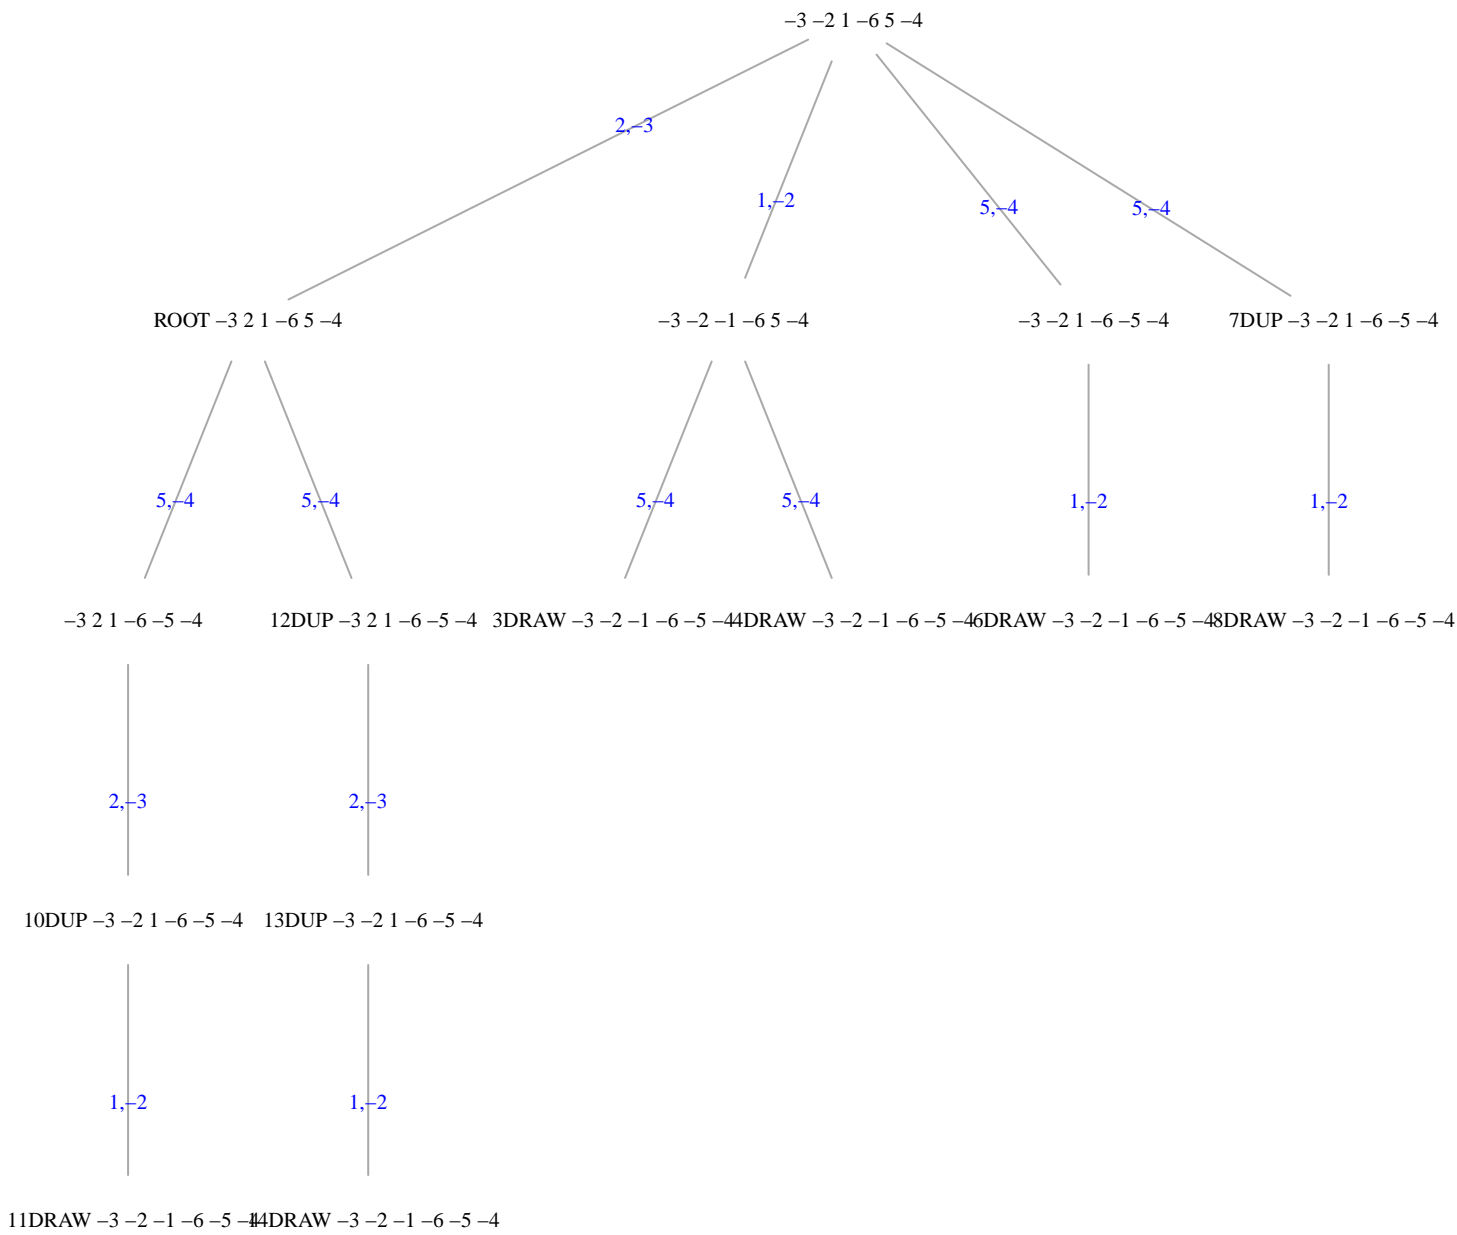 −3 −2 1 −6 5 −4
2,−3
1,−2
5,−4
5,−4
ROOT −3 2 1 −6 5 −4
−3 −2 −1 −6 5 −4
−3 −2 1 −6 −5 −4
7DUP −3 −2 1 −6 −5 −4
5,−4
5,−4
5,−4
5,−4
1,−2
1,−2
−3 2 1 −6 −5 −4
12DUP −3 2 1 −6 −5 −4
3DRAW −3 −2 −1 −6 −5 −4
4DRAW −3 −2 −1 −6 −5 −4
6DRAW −3 −2 −1 −6 −5 −4
8DRAW −3 −2 −1 −6 −5 −4
2,−3
2,−3
10DUP −3 −2 1 −6 −5 −4
13DUP −3 −2 1 −6 −5 −4
1,−2
1,−2
11DRAW −3 −2 −1 −6 −5 −4
14DRAW −3 −2 −1 −6 −5 −4